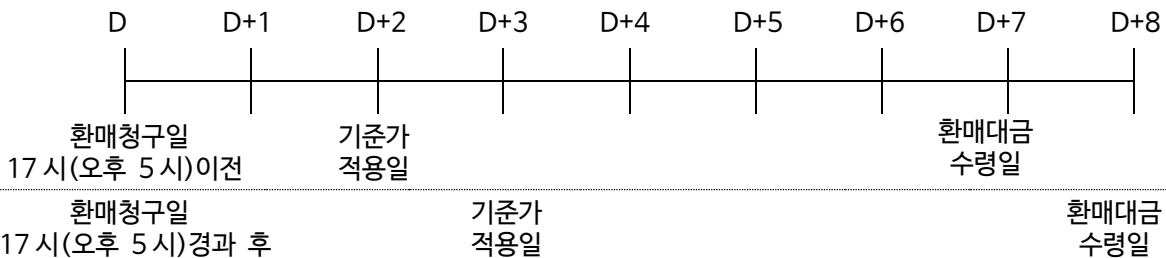 D D+1 D+2 D+3 D+4 D+5 D+6 D+7 D+8
환매청구일 기준가 환매대금
17 시(오후 5 시)이전 적용일 수령일
환매청구일 기준가 환매대금
17 시(오후 5 시)경과 후 적용일 수령일